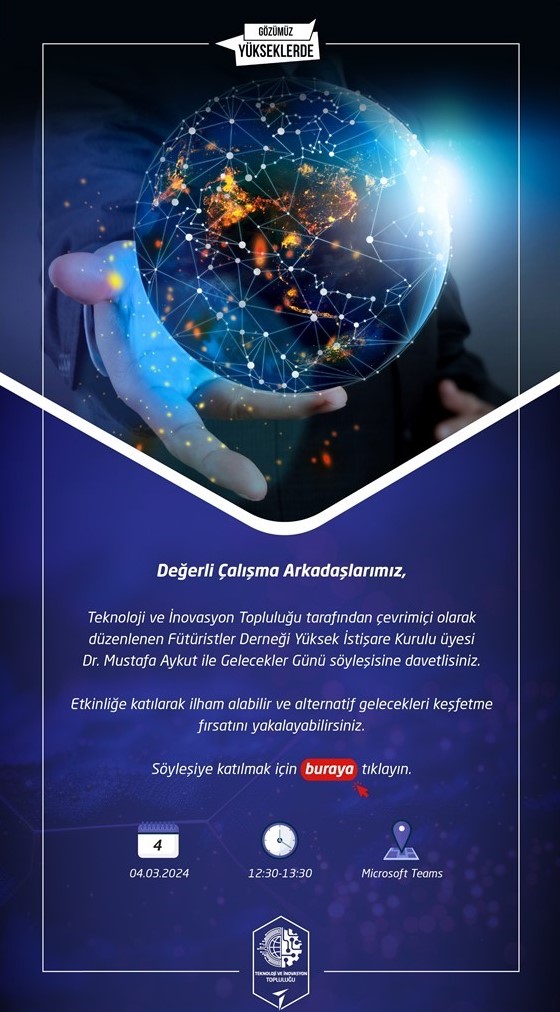 GÖZÜMÜZ
YÜKSEKLERDE
Değerli Çalışma Arkadaşlarımız,
Teknoloji ve İnovasyon Topluluğu tarafından çevrimiçi olarak
düzenlenen Fütüristler Derneği Yüksek İstişare Kurulu üyesi
Dr. Mustafa Aykut ile Gelecekler Günü söyleşisine davetlisiniz.
Etkinliğe katılarak ilham alabilir ve alternatif gelecekleri keşfetme
fırsatını yakalayabilirsiniz.
Söyleşiye katılmak için buraya tıklayın.
4
04.03.2024
12:30-13:30
Microsoft Teams
TEKNOLOJİ VE İNOVASYON
TOPLULUĞU